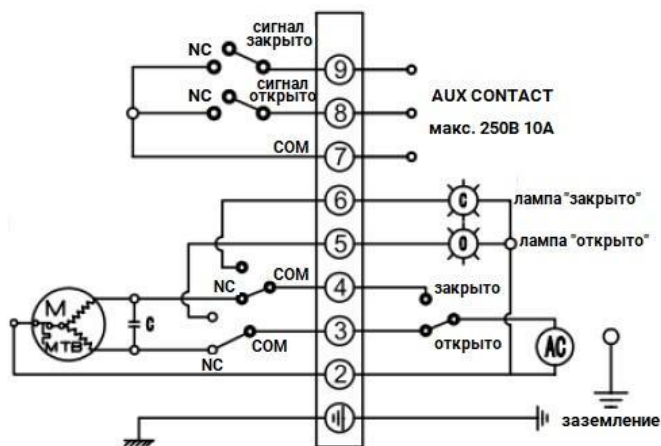 сигнал
закрыто
NC
9
сигнал
открыто
NC
8
AUX CONTACT
макс. 250В 10А
COM
7
6
C
лампа "закрыто"
5
O
лампа "открыто"
COM
NC
4
закрыто
M
C
MTB
3
COM
открыто
AC
NC
2
заземление